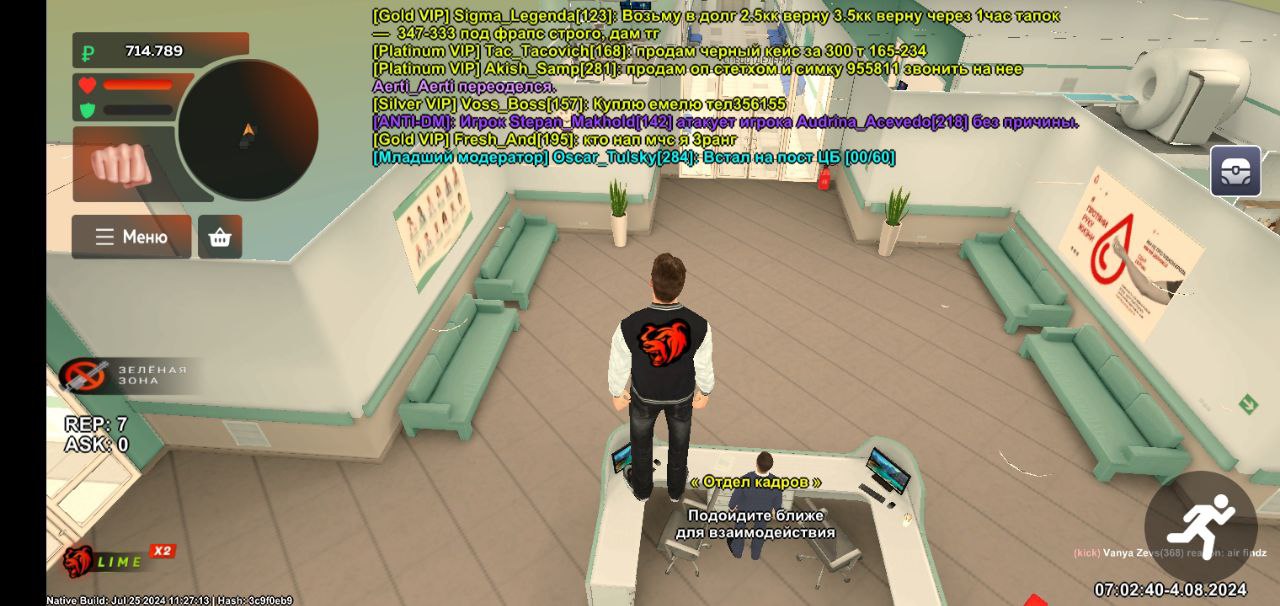 [Gold VIP] Sigma_Legenda[123]: Возьму в долг 2.5кк верну 3.5кк верну через 1час тапок
— 347-333 под фрапс строго, дам тг
[Platinum VIP] Tac_Tacovich[168]: продам черный кейс за 300 т 165-234
[Platinum VIP] Akish_Samp[281]: продам оп стетхом и симку 955811 звонить на нее
Aerti_Aerti переоделся.
[Silver VIP] Voss_Boss[157]: Куплю емелю тел356155
[ANTI-DM]: Игрок Stepan_Makhold[142] атакует игрока Audrina_Acevedo[218] без причины.
[Gold VIP] Fresh_And[195]: кто нап мчс я 3ранг
[Младший модератор] Oscar_Tulsky[284]: Встал на пост ЦБ [00/60]
₽ 714.789
Меню
ПРОТЯНИ
РУКУ
ЖИЗНИ
ЗЕЛЁНАЯ
ЗОНА
REP: 7
ASK: 0
« Отдел кадров »
Подойдите ближе
для взаимодействия
LIME X2
(kick) Vanya Zevs(368) reason: air findz
07:02:40-4.08.2024
Native Build: Jul 25 2024 11:27:13 | Hash: 3c9f0eb9